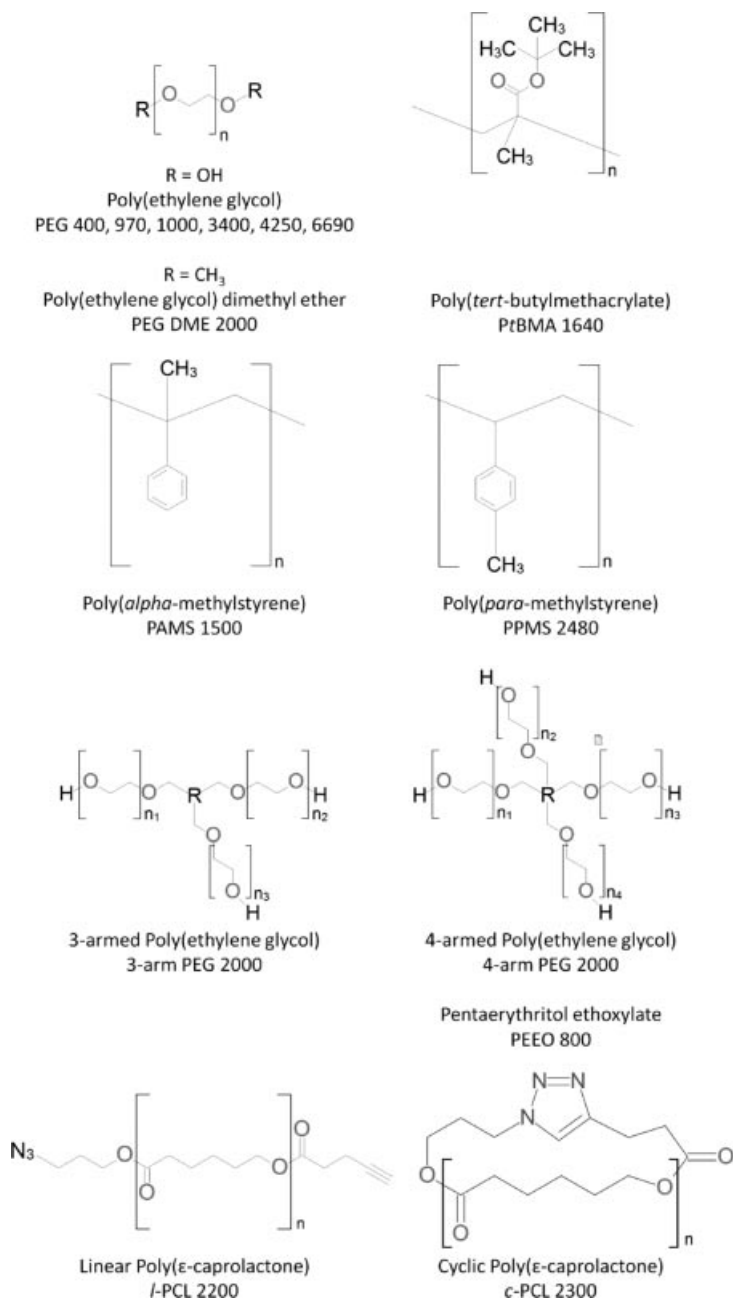 R
O
O
R
n
R = OH
Poly(ethylene glycol)
PEG 400, 970, 1000, 3400, 4250, 6690
R = CH₃
Poly(ethylene glycol) dimethyl ether
PEG DME 2000
CH₃
H₃C
CH₃
O
O
CH₃
n
Poly(tert-butylmethacrylate)
PtBMA 1640
CH₃
n
Poly(alpha-methylstyrene)
PAMS 1500
CH₃
n
Poly(para-methylstyrene)
PPMS 2480
H
O
n₁
O
R
O
O
H
n₂
O
n₃
O
H
3-armed Poly(ethylene glycol)
3-arm PEG 2000
H
O
n₂
O
H
O
n₁
O
R
O
O
H
n₃
O
n₄
O
H
4-armed Poly(ethylene glycol)
4-arm PEG 2000
Pentaerythritol ethoxylate
PEEO 800
N₃
O
O
O
O
n
Linear Poly(ε-caprolactone)
l-PCL 2200
N=N
N
O
O
O
O
n
Cyclic Poly(ε-caprolactone)
c-PCL 2300